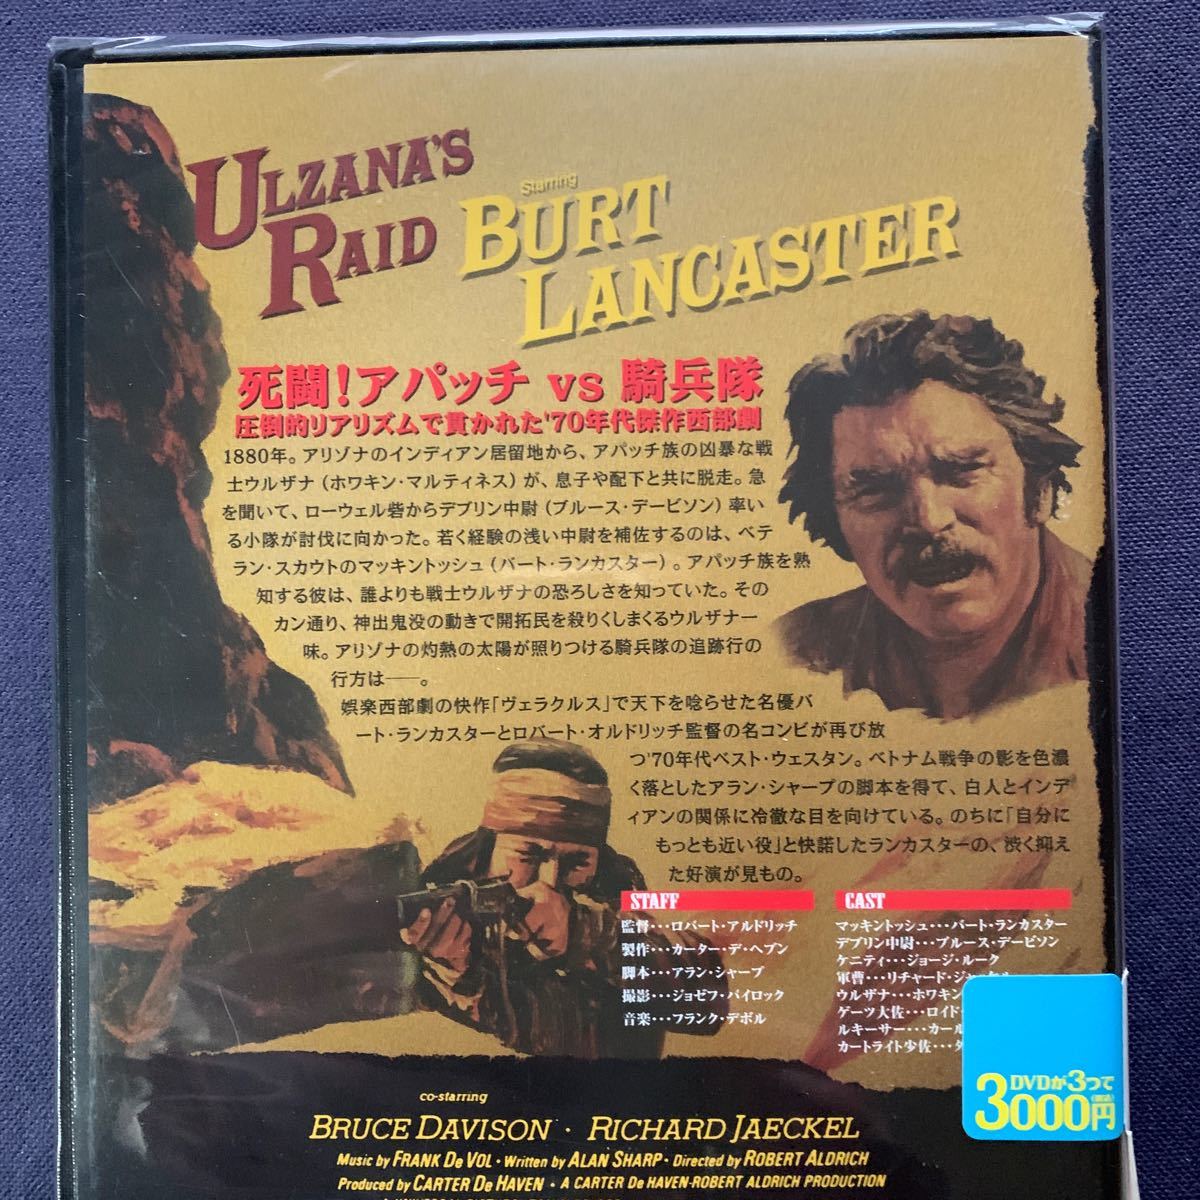 ULZANA'S
RAID
Starring
BURT
LANCASTER
死闘!アパッチ vs 騎兵隊
圧倒的リアリズムで貫かれた'70年代傑作西部劇
1880年。アリゾナのインディアン居留地から、アパッチ族の凶暴な戦
士ウルザナ(ホワキン・マルティネス)が、息子や配下と共に脱走。急
を聞いて、ローウェル砦からデブリン中尉(ブルース・デービソン)率い
る小隊が討伐に向かった。若く経験の浅い中尉を補佐するのは、ベテ
ラン・スカウトのマッキントッシュ(バート・ランカスター)。アパッチ族を熟
知する彼は、誰よりも戦士ウルザナの恐ろしさを知っていた。その
カン通り、神出鬼没の動きで開拓民を殺りくしまくるウルザナ一
味。アリゾナの灼熱の太陽が照りつける騎兵隊の追跡行の
行方は——。
娯楽西部劇の快作「ヴェラクルス」で天下を唸らせた名優バ
ート・ランカスターとロバート・オルドリッチ監督の名コンビが再び放
つ'70年代ベスト・ウェスタン。ベトナム戦争の影を色濃
く落としたアラン・シャープの脚本を得て、白人とインデ
ィアンの関係に冷徹な目を向けている。のちに「自分に
もっとも近い役」と快諾したランカスターの、渋く抑え
た好演が見もの。
STAFF
監督・・・ロバート・アルドリッチ
製作・・・カーター・デ・ヘブン
脚本・・・アラン・シャープ
撮影・・・ジョゼフ・バイロック
音楽・・・フランク・デボル
CAST
マッキントッシュ・・・バート・ランカスター
デブリン中尉・・・ブルース・デービソン
ケニティ・・・ジョージ・ルーク
軍曹・・・リチャード・ジャッケル
ウルザナ・・・ホワキン
ゲーツ大佐・・・ロイド
ルキーサー・・・カール
カートライト少佐・・・
DVDが3つで
3000円
(税込)
co-starring
BRUCE DAVISON · RICHARD JAECKEL
Music by FRANK DE VOL · Written by ALAN SHARP · Directed by ROBERT ALDRICH
Produced by CARTER DE HAVEN · A CARTER DE HAVEN-ROBERT ALDRICH PRODUCTION